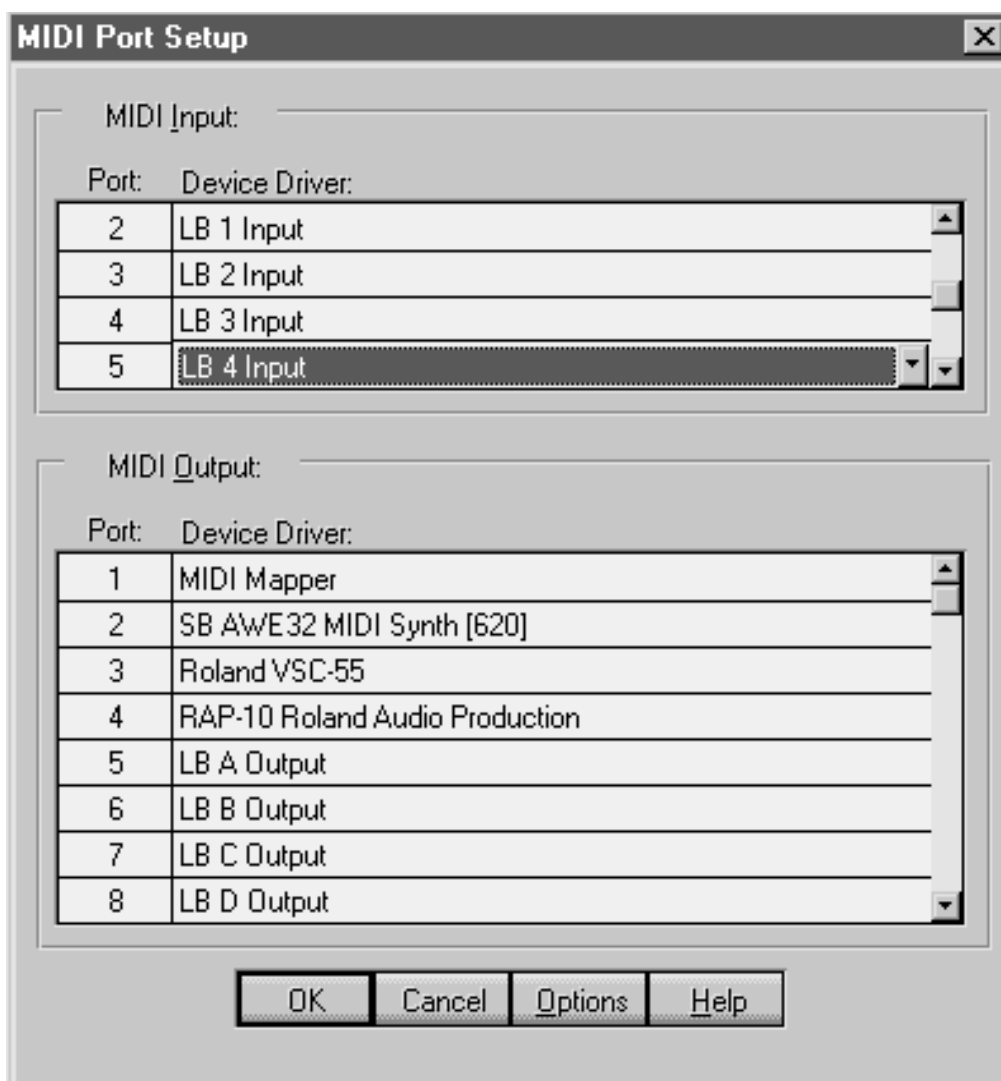 MIDI Port Setup
MIDI Input:
Port: Device Driver:
2 LB 1 Input
3 LB 2 Input
4 LB 3 Input
5 LB 4 Input
MIDI Output:
Port: Device Driver:
1 MIDI Mapper
2 SB AWE32 MIDI Synth [620]
3 Roland VSC-55
4 RAP-10 Roland Audio Production
5 LB A Output
6 LB B Output
7 LB C Output
8 LB D Output
OK Cancel Options Help